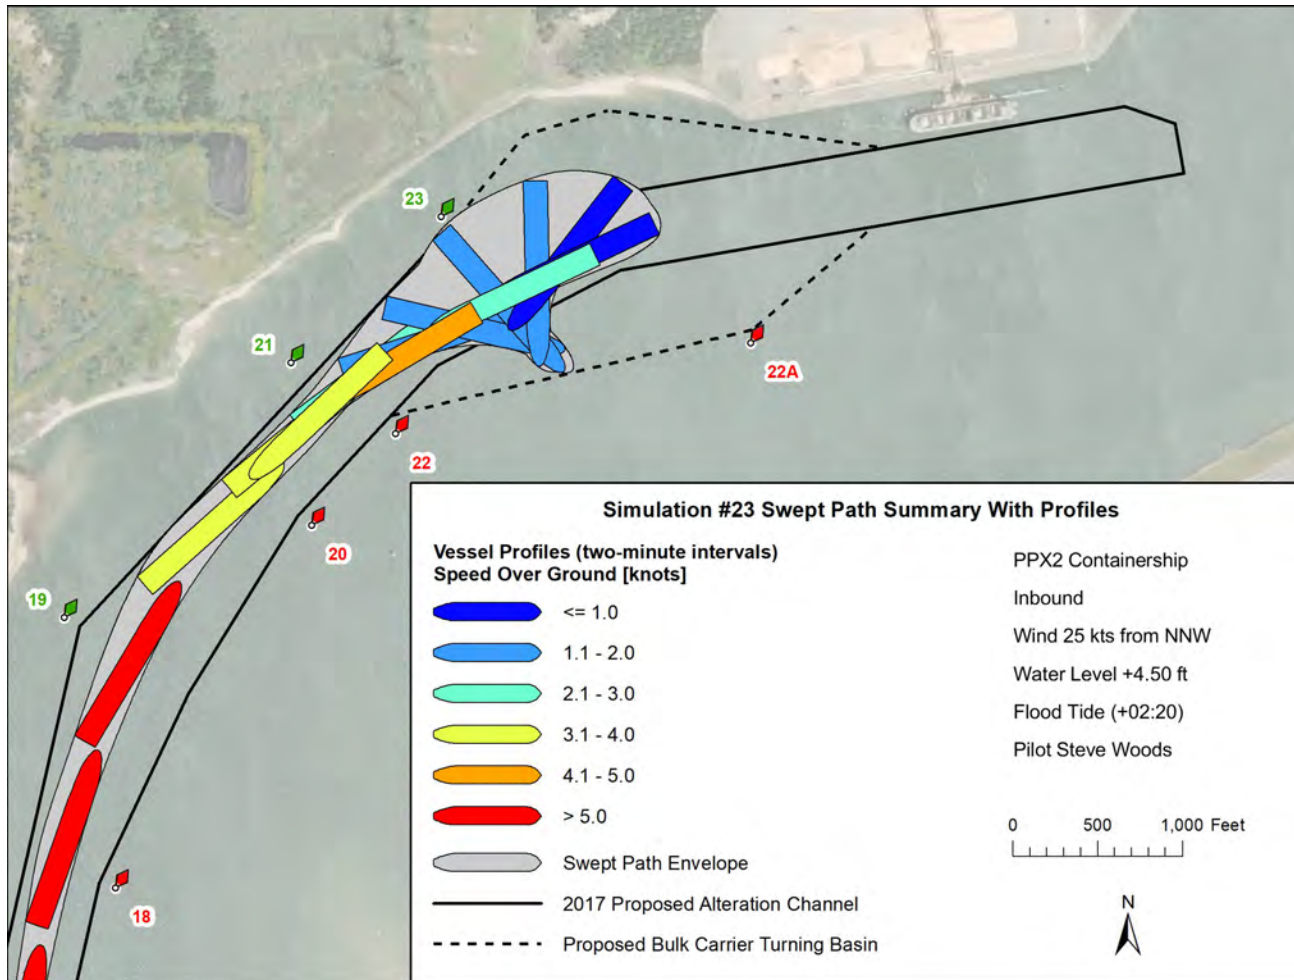 23
21
22A
22
20
19
18
Simulation #23 Swept Path Summary With Profiles
Vessel Profiles (two-minute intervals)
Speed Over Ground [knots]
<= 1.0
1.1 - 2.0
2.1 - 3.0
3.1 - 4.0
4.1 - 5.0
> 5.0
Swept Path Envelope
2017 Proposed Alteration Channel
Proposed Bulk Carrier Turning Basin
PPX2 Containership
Inbound
Wind 25 kts from NNW
Water Level +4.50 ft
Flood Tide (+02:20)
Pilot Steve Woods
0 500 1,000 Feet
N